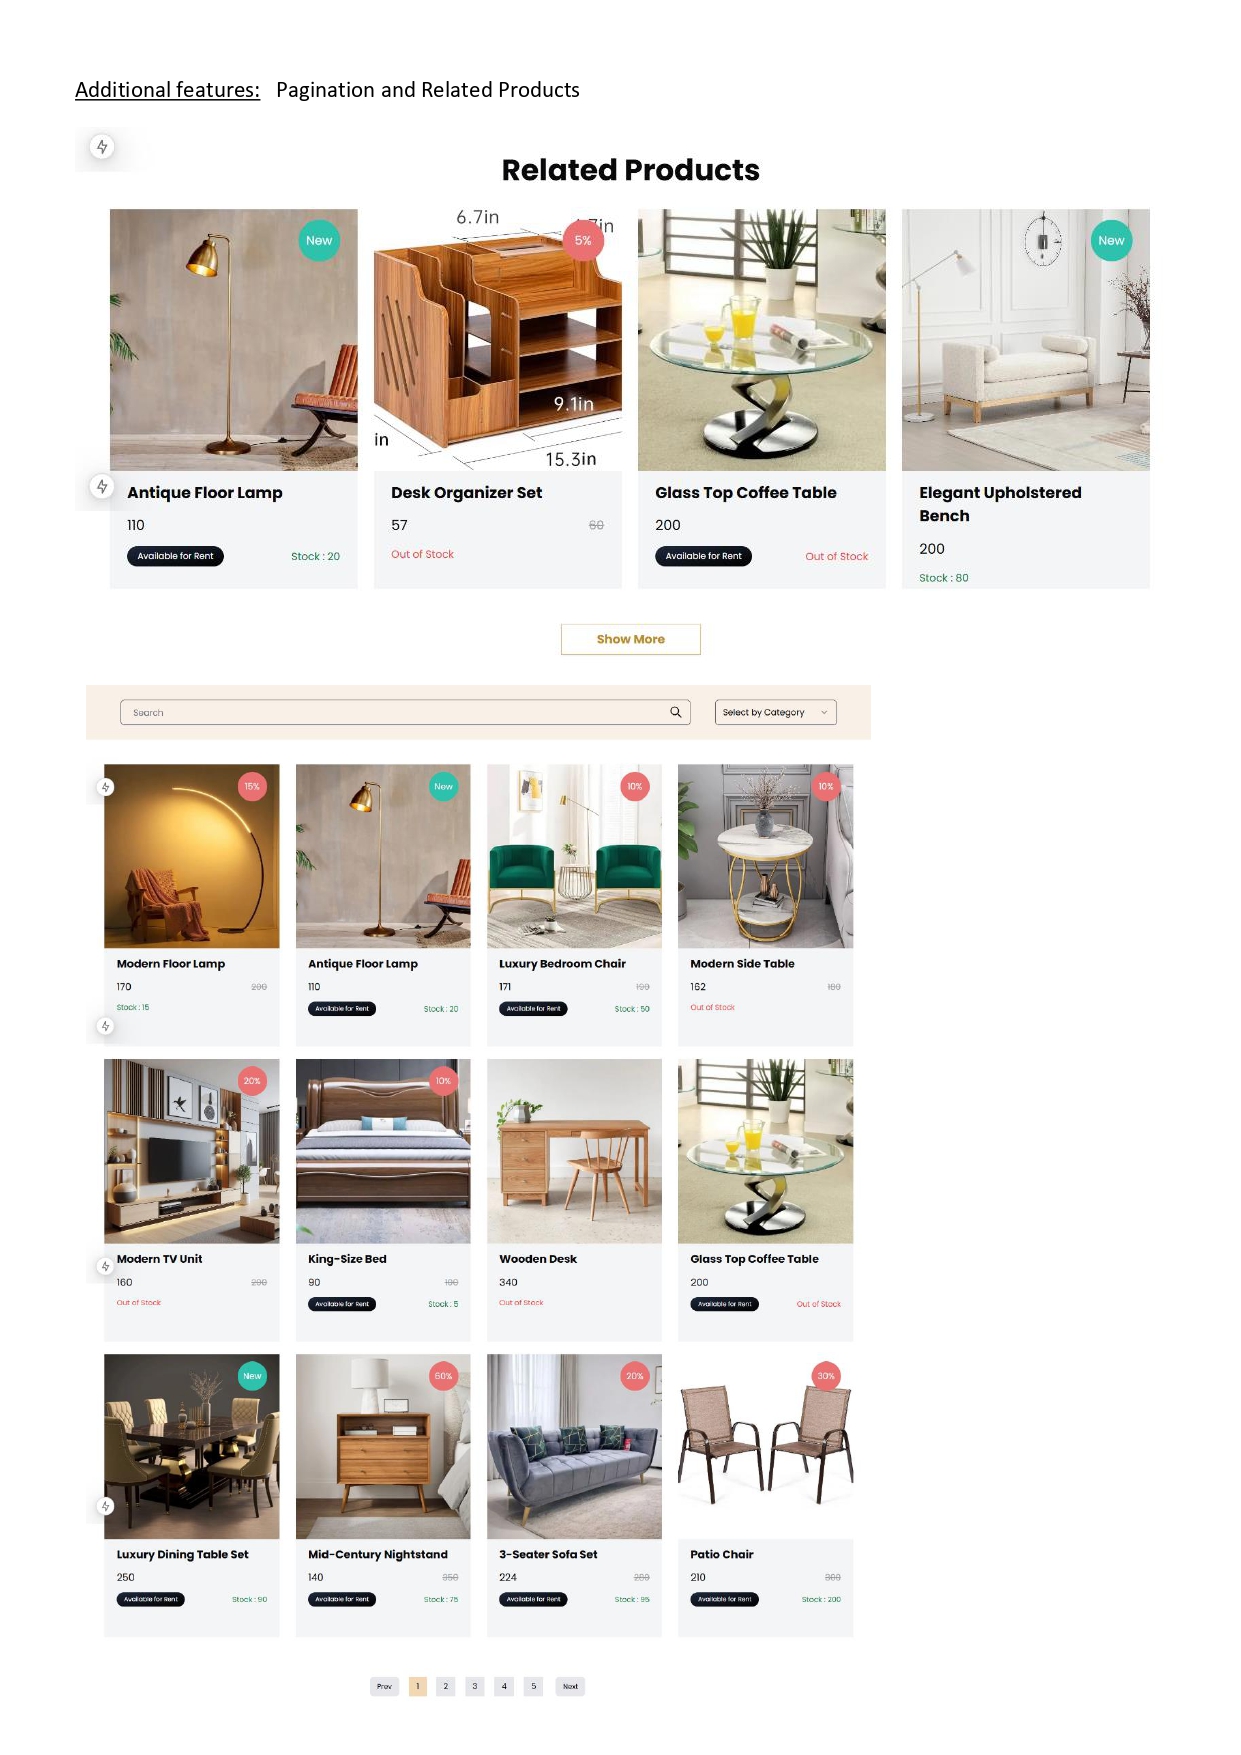 Additional features: Pagination and Related Products
Related Products
New
6.7in
5%
9.1in
in
15.3in
New
Antique Floor Lamp
110
Available for Rent Stock : 20
Desk Organizer Set
57 60
Out of Stock
Glass Top Coffee Table
200
Available for Rent Out of Stock
Elegant Upholstered
Bench
200
Stock : 80
Show More
Search
Select by Category
15% New 10% 10%
Modern Floor Lamp Antique Floor Lamp Luxury Bedroom Chair Modern Side Table
170 200 110 171 190 162 180
Stock : 15 Available for Rent Stock : 20 Available for Rent Stock : 50 Out of Stock
20% 10%
Modern TV Unit King-Size Bed Wooden Desk Glass Top Coffee Table
160 200 90 100 340 200
Out of Stock Available for Rent Stock : 5 Out of Stock Available for Rent Out of Stock
New 60% 20% 30%
Luxury Dining Table Set Mid-Century Nightstand 3-Seater Sofa Set Patio Chair
250 140 350 224 280 210 300
Available for Rent Stock : 90 Available for Rent Stock : 75 Available for Rent Stock : 95 Available for Rent Stock : 200
Prev 1 2 3 4 5 Next